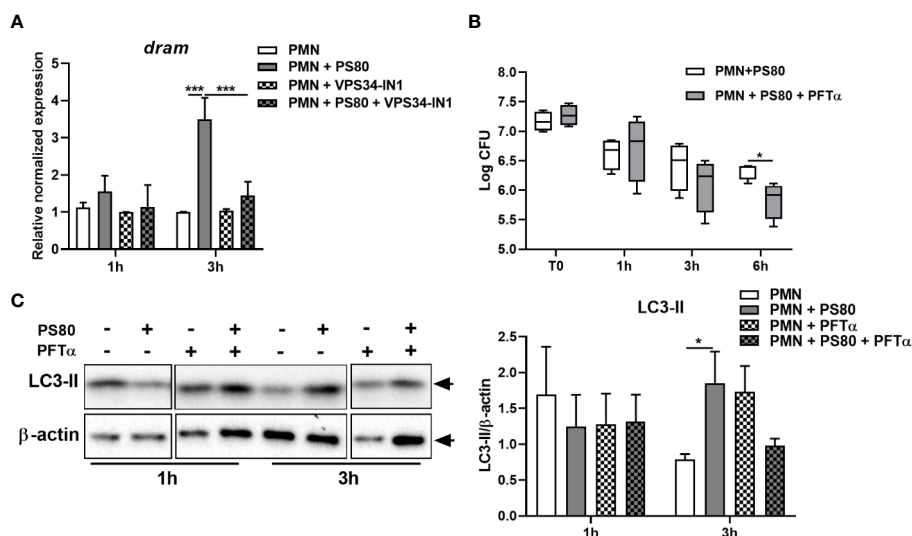 A
dram
PMN
PMN + PS80
PMN + VPS34-IN1
PMN + PS80 + VPS34-IN1
Relative normalized expression
5
4
3
2
1
0
*** ***
1h 3h
B
PMN+PS80
PMN + PS80 + PFTα
Log CFU
8.0
7.5
7.0
6.5
6.0
5.5
5.0
*
T0 1h 3h 6h
C
PS80 - + - + - + - +
PFTα - - + + - - + +
LC3-II
β-actin
1h 3h
LC3-II
PMN
PMN + PS80
PMN + PFTα
PMN + PS80 + PFTα
LC3-II/β-actin
2.5
2.0
1.5
1.0
0.5
0.0
*
1h 3h